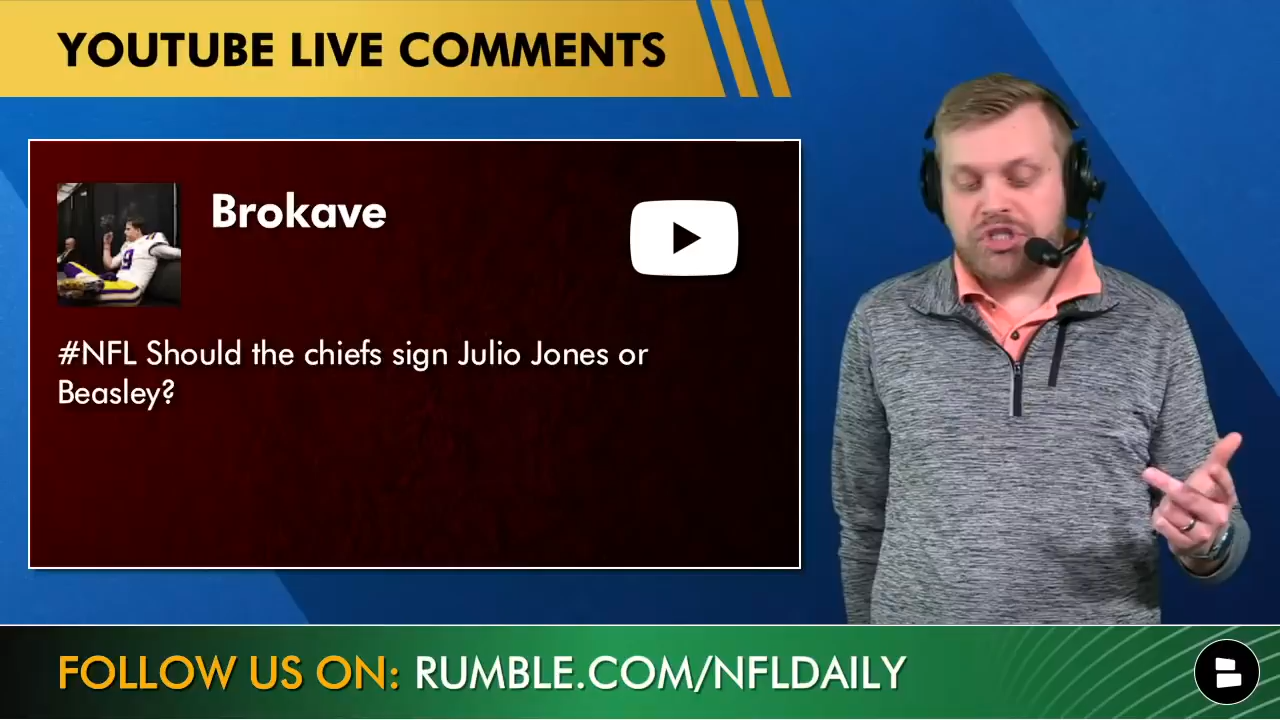 YOUTUBE LIVE COMMENTS
Brokave
9
#NFL Should the chiefs sign Julio Jones or
Beasley?
FOLLOW US ON: RUMBLE.COM/NFLDAILY